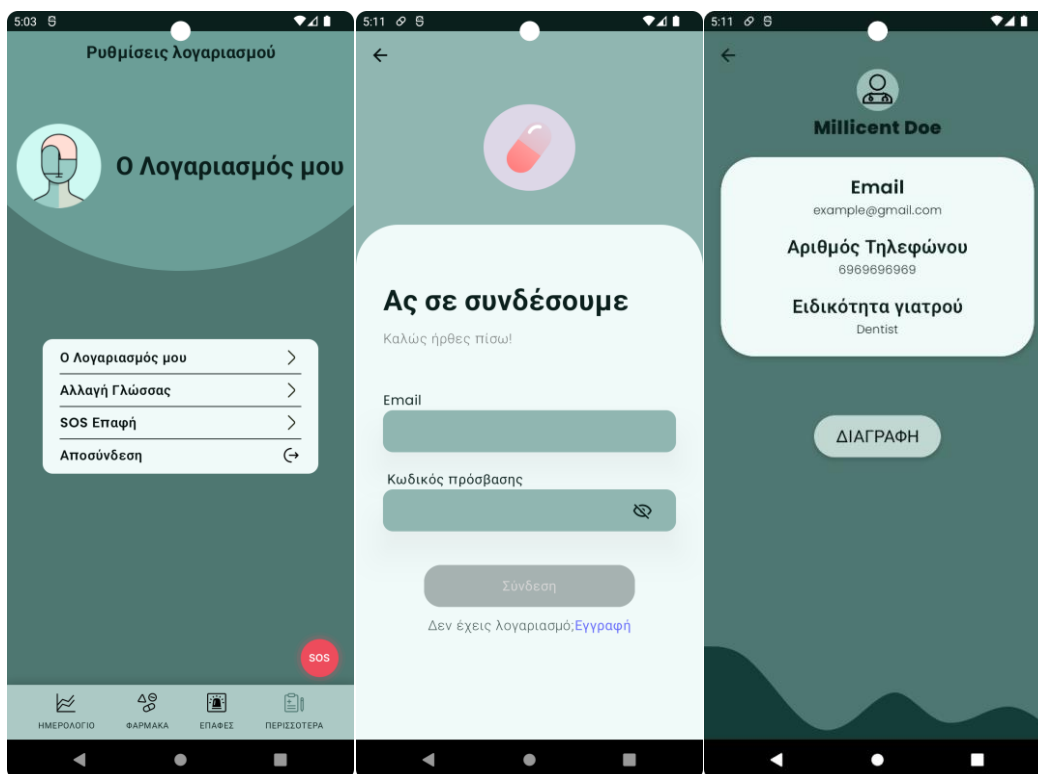 5:03
Ρυθμίσεις λογαριασμού
Ο Λογαριασμός μου
Ο Λογαριασμός μου
Αλλαγή Γλώσσας
SOS Επαφή
Αποσύνδεση
SOS
ΗΜΕΡΟΛΟΓΙΟ
ΦΑΡΜΑΚΑ
ΕΠΑΦΕΣ
ΠΕΡΙΣΣΟΤΕΡΑ
5:11
Ας σε συνδέσουμε
Καλώς ήρθες πίσω!
Email
Κωδικός πρόσβασης
Σύνδεση
Δεν έχεις λογαριασμό;Εγγραφή
5:11
Millicent Doe
Email
example@gmail.com
Αριθμός Τηλεφώνου
6969696969
Ειδικότητα γιατρού
Dentist
ΔΙΑΓΡΑΦΗ